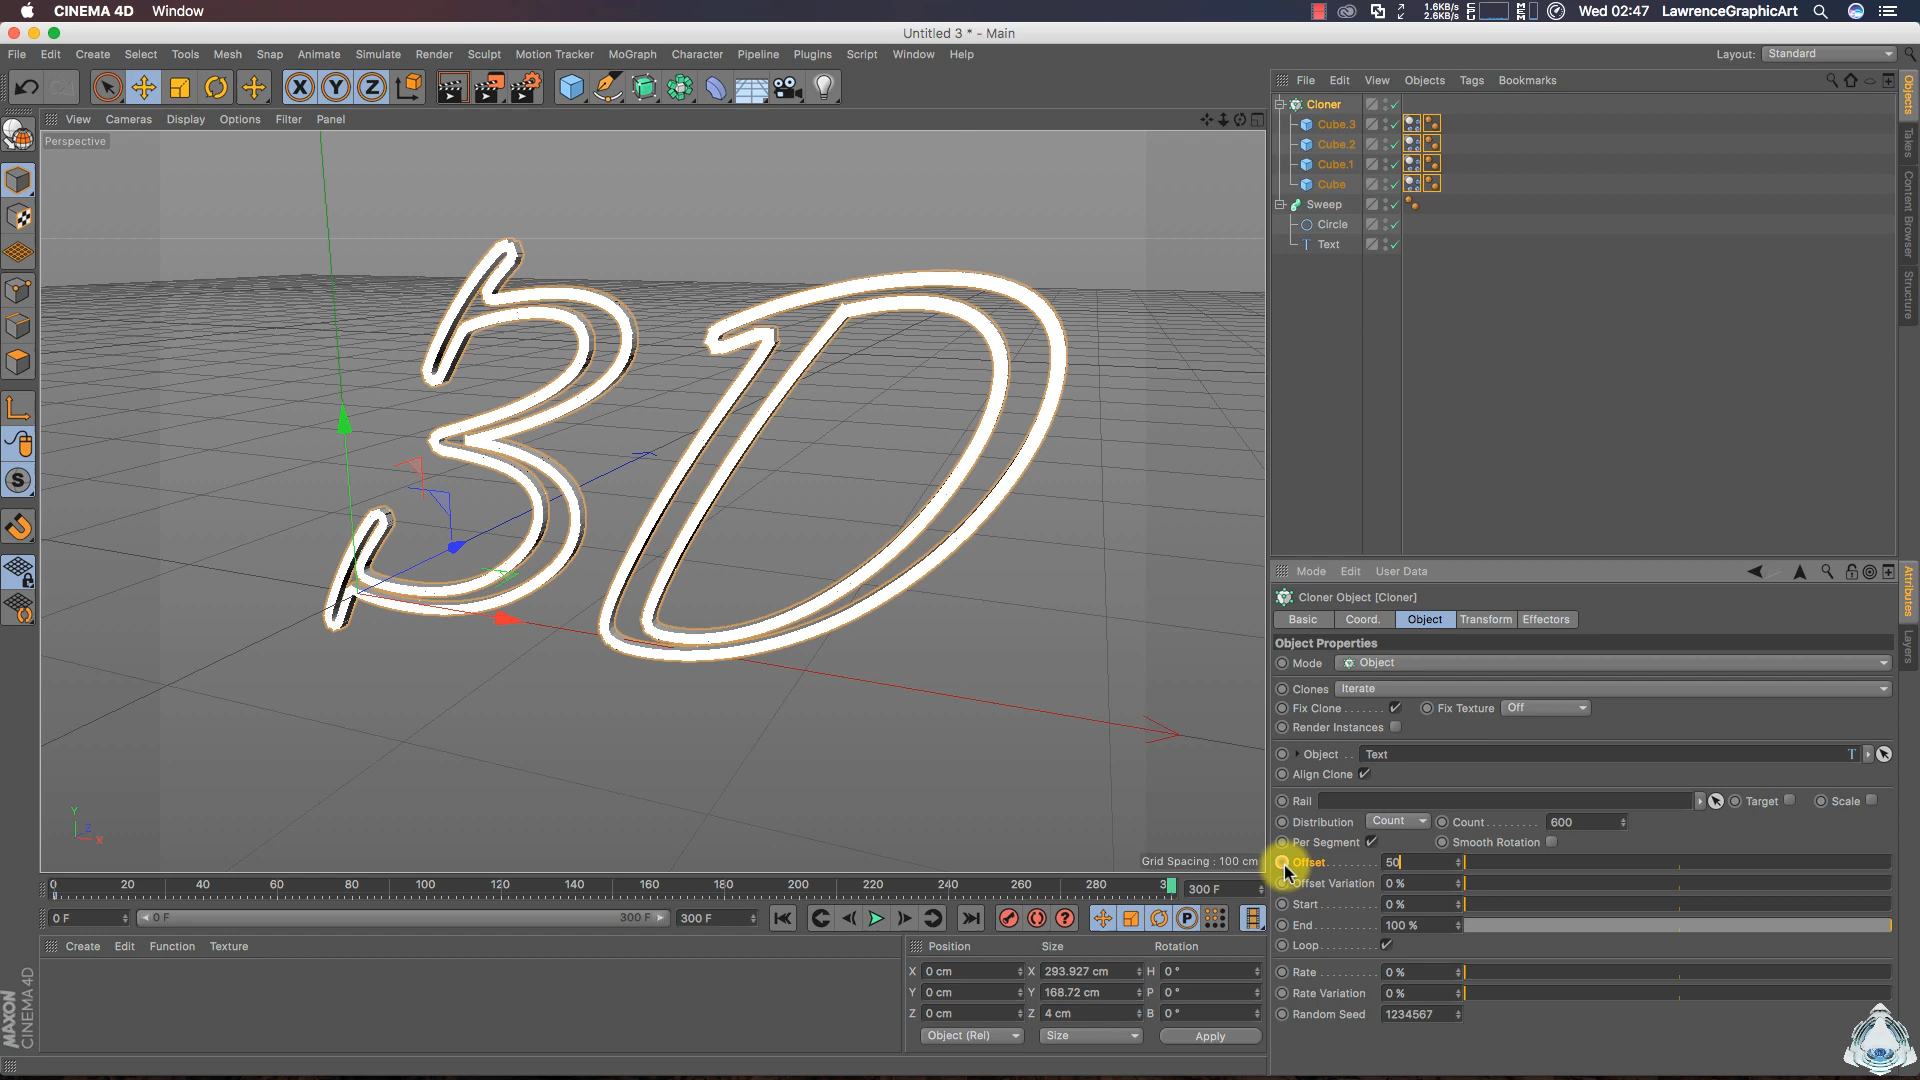 CINEMA 4D Window
1.6KB/s
2.6KB/s
Wed 02:47 LawrenceGraphicArt
Untitled 3 * - Main
File Edit Create Select Tools Mesh Snap Animate Simulate Render Sculpt Motion Tracker MoGraph Character Pipeline Plugins Script Window Help
Layout: Standard
X Y Z
File Edit View Objects Tags Bookmarks
View Cameras Display Options Filter Panel
Perspective
Cloner
Cube.3
Cube.2
Cube.1
Cube
Sweep
Circle
Text
Objects
Takes
Content Browser
Structure
3D
Y
Z
X
Grid Spacing : 100 cm
Mode Edit User Data
Cloner Object [Cloner]
Basic Coord. Object Transform Effectors
Object Properties
Mode Object
Clones Iterate
Fix Clone Fix Texture Off
Render Instances
Object Text T
Align Clone
Rail Target Scale
Distribution Count Count 600
Per Segment Smooth Rotation
Offset 50
Offset Variation 0 %
Start 0 %
End 100 %
Loop
Rate 0 %
Rate Variation 0 %
Random Seed 1234567
Attributes
Layers
0 20 40 60 80 100 120 140 160 180 200 220 240 260 280 3 300 F
0 F 0 F 300 F 300 F
Create Edit Function Texture
Position Size Rotation
X 0 cm X 293.927 cm H 0 °
Y 0 cm Y 168.72 cm P 0 °
Z 0 cm Z 4 cm B 0 °
Object (Rel) Size Apply
MAXON
CINEMA 4D